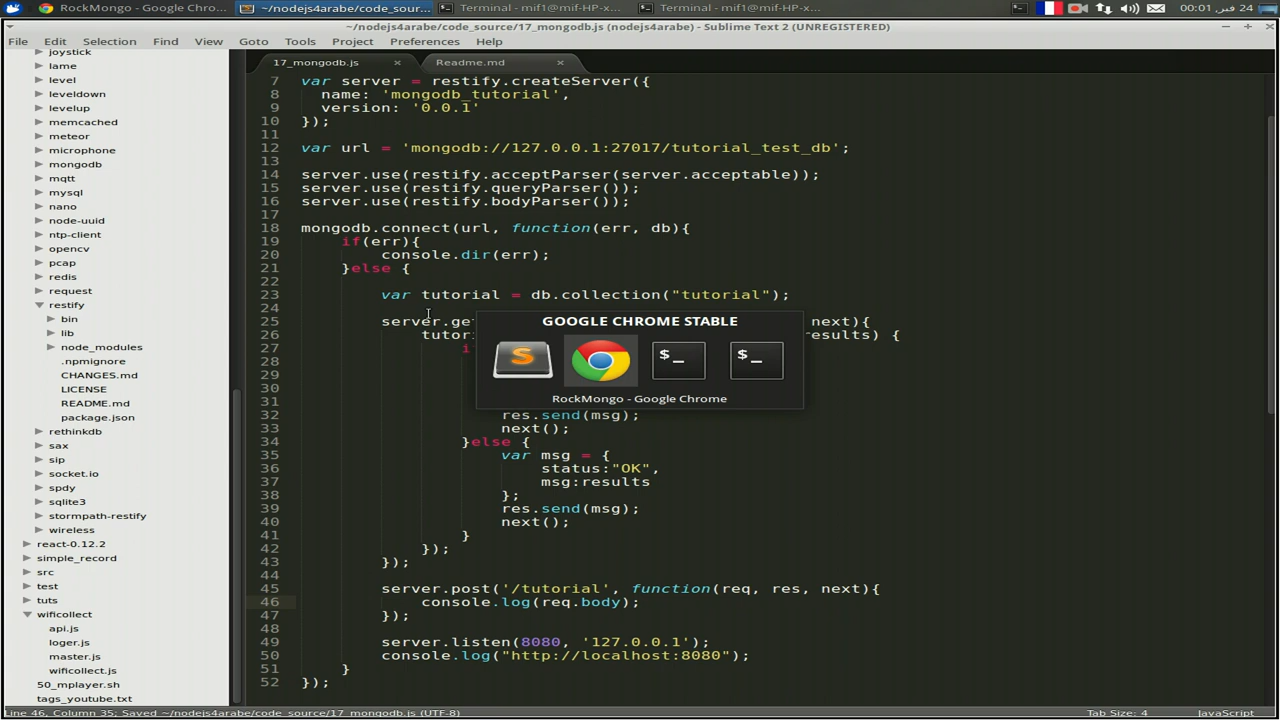 RockMongo - Google Chro...
~/nodejs4arabe/code_sour...
Terminal - mif1@mif-HP-x...
Terminal - mif1@mif-HP-x...
24 فبر, 00:01
~/nodejs4arabe/code_source/17_mongodb.js (nodejs4arabe) - Sublime Text 2 (UNREGISTERED)
File Edit Selection Find View Goto Tools Project Preferences Help
joystick
lame
level
leveldown
levelup
memcached
meteor
microphone
mongodb
mqtt
mysql
nano
node-uuid
ntp-client
opencv
pcap
redis
request
restify
bin
lib
node_modules
.npmignore
CHANGES.md
LICENSE
README.md
package.json
rethinkdb
sax
sip
socket.io
spdy
sqlite3
stormpath-restify
wireless
react-0.12.2
simple_record
src
test
tuts
wificollect
api.js
loger.js
master.js
wificollect.js
50_mplayer.sh
tags_youtube.txt
17_mongodb.js
Readme.md
7 var server = restify.createServer({
8 name: 'mongodb_tutorial',
9 version: '0.0.1'
10 });
11
12 var url = 'mongodb://127.0.0.1:27017/tutorial_test_db';
13
14 server.use(restify.acceptParser(server.acceptable));
15 server.use(restify.queryParser());
16 server.use(restify.bodyParser());
17
18 mongodb.connect(url, function(err, db){
19 if(err){
20 console.dir(err);
21 }else {
22
23 var tutorial = db.collection("tutorial");
24
25 server.ge next){
26 tutori results) {
27 i
28
29
30
31
32 res.send(msg);
33 next();
34 }else {
35 var msg = {
36 status:"OK",
37 msg:results
38 };
39 res.send(msg);
40 next();
41 }
42 });
43 });
44
45 server.post('/tutorial', function(req, res, next){
46 console.log(req.body);
47 });
48
49 server.listen(8080, '127.0.0.1');
50 console.log("http://localhost:8080");
51 }
52 });
GOOGLE CHROME STABLE
RockMongo - Google Chrome
Line 46, Column 35; Saved ~/nodejs4arabe/code_source/17_mongodb.js (UTF-8)
Tab Size: 4
JavaScript